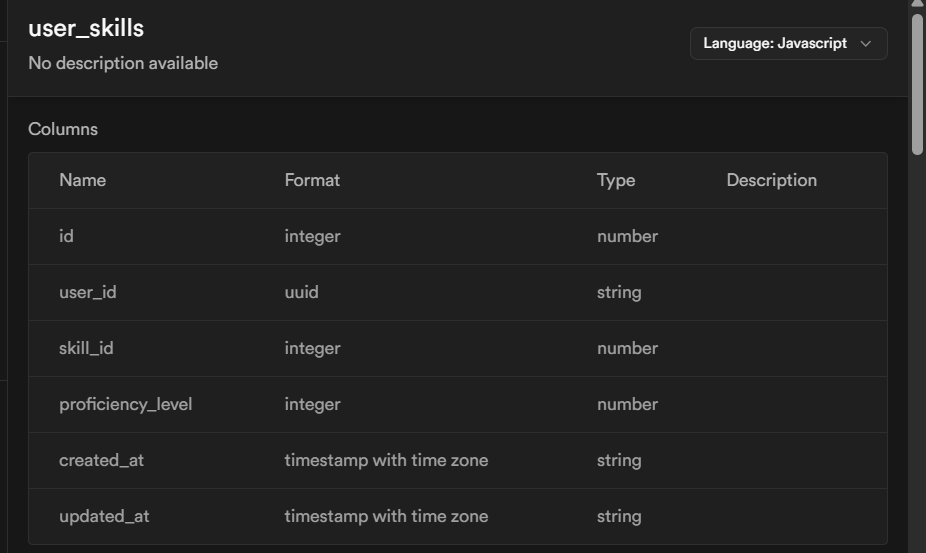 user_skills
No description available
Language: Javascript
Columns
Name Format Type Description
id integer number
user_id uuid string
skill_id integer number
proficiency_level integer number
created_at timestamp with time zone string
updated_at timestamp with time zone string